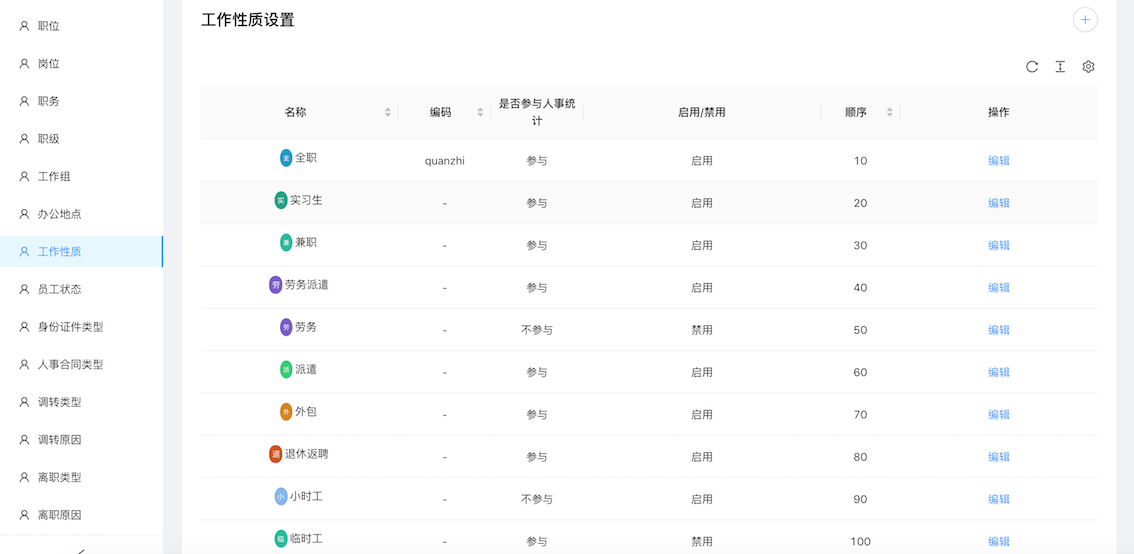 职位
岗位
职务
职级
工作组
办公地点
工作性质
员工状态
身份证件类型
人事合同类型
调转类型
调转原因
离职类型
离职原因
工作性质设置
名称 编码 是否参与人事统计 启用/禁用 顺序 操作
全 全职 quanzhi 参与 启用 10 编辑
实 实习生 - 参与 启用 20 编辑
兼 兼职 - 参与 启用 30 编辑
劳 劳务派遣 - 参与 启用 40 编辑
劳 劳务 - 不参与 禁用 50 编辑
派 派遣 - 参与 启用 60 编辑
外 外包 - 参与 启用 70 编辑
退 退休返聘 - 参与 启用 80 编辑
小 小时工 - 不参与 启用 90 编辑
临 临时工 - 参与 禁用 100 编辑